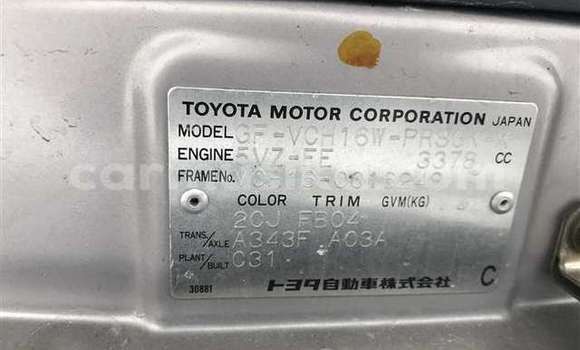 TOYOTA MOTOR CORPORATION JAPAN
MODEL GF-VCH16W-
ENGINE 5VZ-FE 3378 CC
FRAME No.
COLOR TRIM GVM(KG)
2CJ FB04
TRANS./AXLE A343F A03A
PLANT/BUILT C31
30881 トヨタ自動車株式会社 C